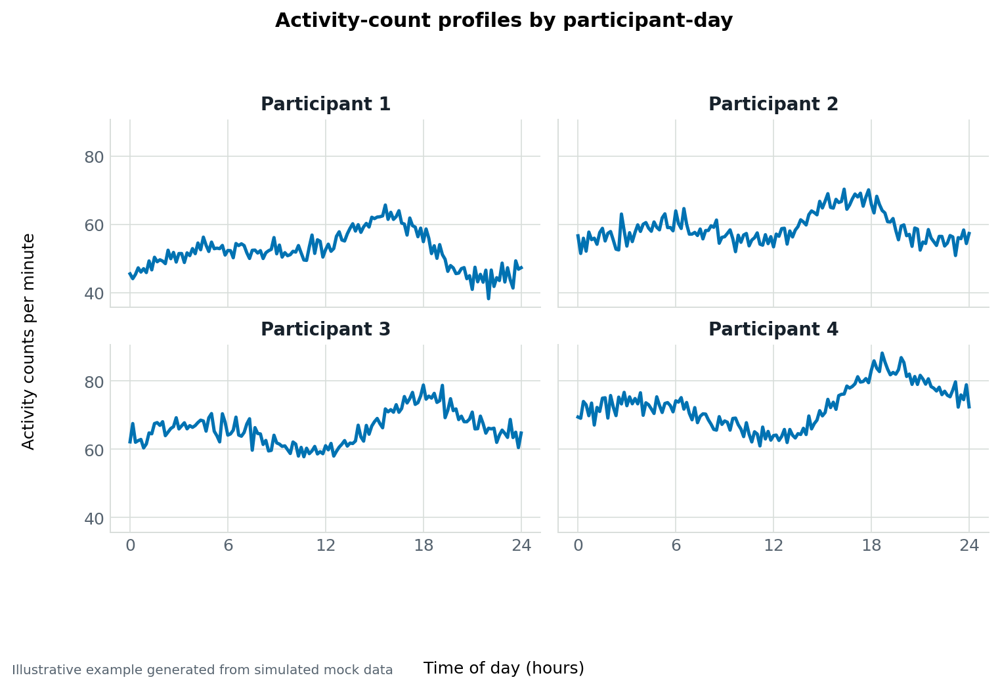 Activity-count profiles by participant-day
Participant 1
Participant 2
80
60
40
Activity counts per minute
Participant 3
Participant 4
80
60
40
0 6 12 18 24
0 6 12 18 24
Illustrative example generated from simulated mock data
Time of day (hours)